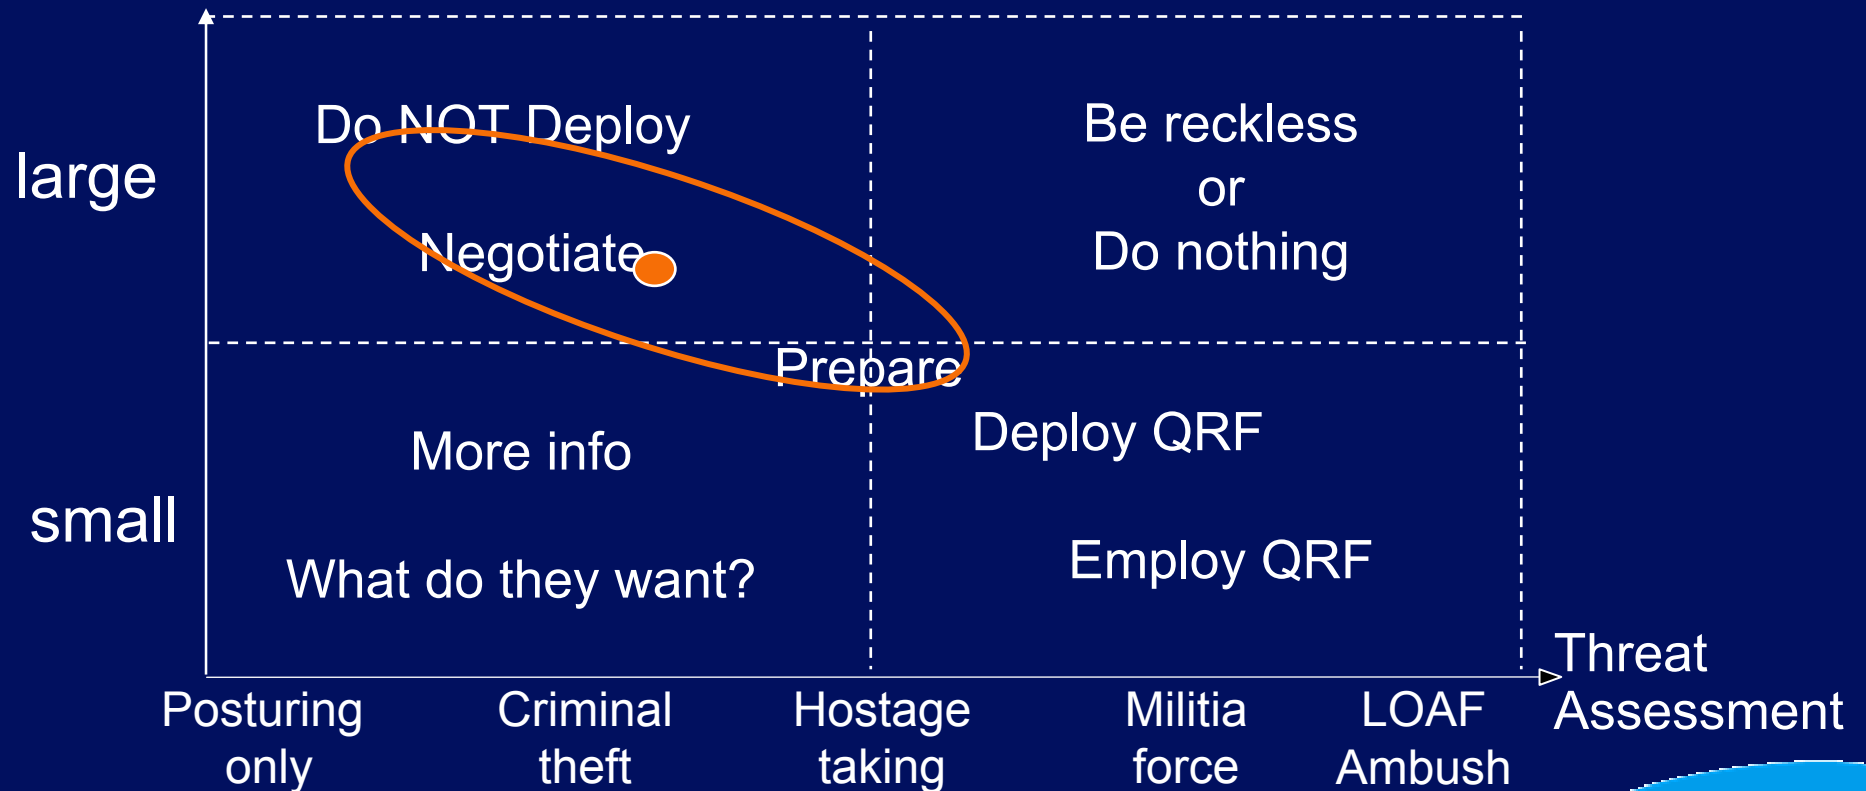 Do NOT Deploy
Be reckless
or
large
Negotiate
Do nothing
Prepare
Deploy QRF
More info
small
Employ QRF
What do they want?
Threat
Assessment
Posturing
only
Criminal
theft
Hostage
taking
Militia
force
LOAF
Ambush